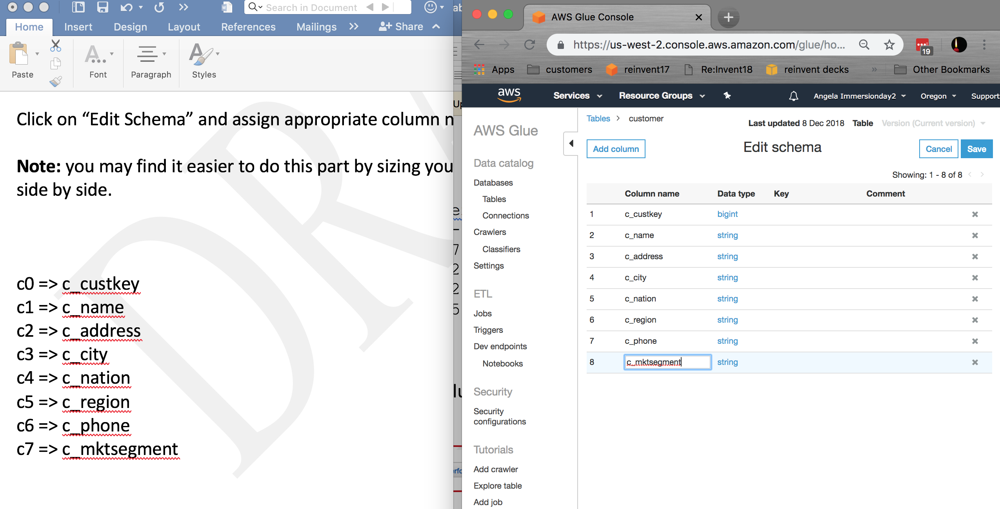 Search in Document
Home Insert Design Layout References Mailings Share
Paste Font Paragraph Styles
Click on “Edit Schema” and assign appropriate column n
Note: you may find it easier to do this part by sizing you
side by side.
c0 => c_custkey
c1 => c_name
c2 => c_address
c3 => c_city
c4 => c_nation
c5 => c_region
c6 => c_phone
c7 => c_mktsegment
DRA
AWS Glue Console
https://us-west-2.console.aws.amazon.com/glue/ho...
19
Apps customers reinvent17 Re:Invent18 reinvent decks » Other Bookmarks
aws Services Resource Groups Angela Immersionday2 Oregon Support
AWS Glue
Data catalog
Databases
Tables
Connections
Crawlers
Classifiers
Settings
ETL
Jobs
Triggers
Dev endpoints
Notebooks
Security
Security
configurations
Tutorials
Add crawler
Explore table
Add job
Tables > customer
Last updated 8 Dec 2018 Table Version (Current version)
Add column Edit schema Cancel Save
Showing: 1 - 8 of 8 < >
Column name Data type Key Comment
1 c_custkey bigint
2 c_name string
3 c_address string
4 c_city string
5 c_nation string
6 c_region string
7 c_phone string
8 c_mktsegment string